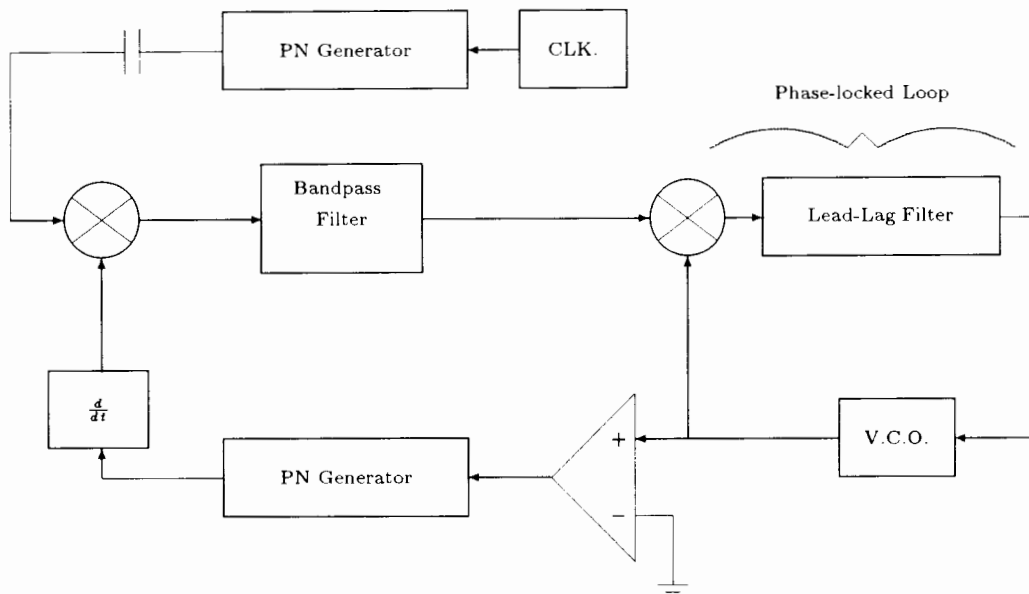 PN Generator
CLK.
Phase-locked Loop
Bandpass
Filter
Lead-Lag Filter
d
dt
PN Generator
+
−
V.C.O.